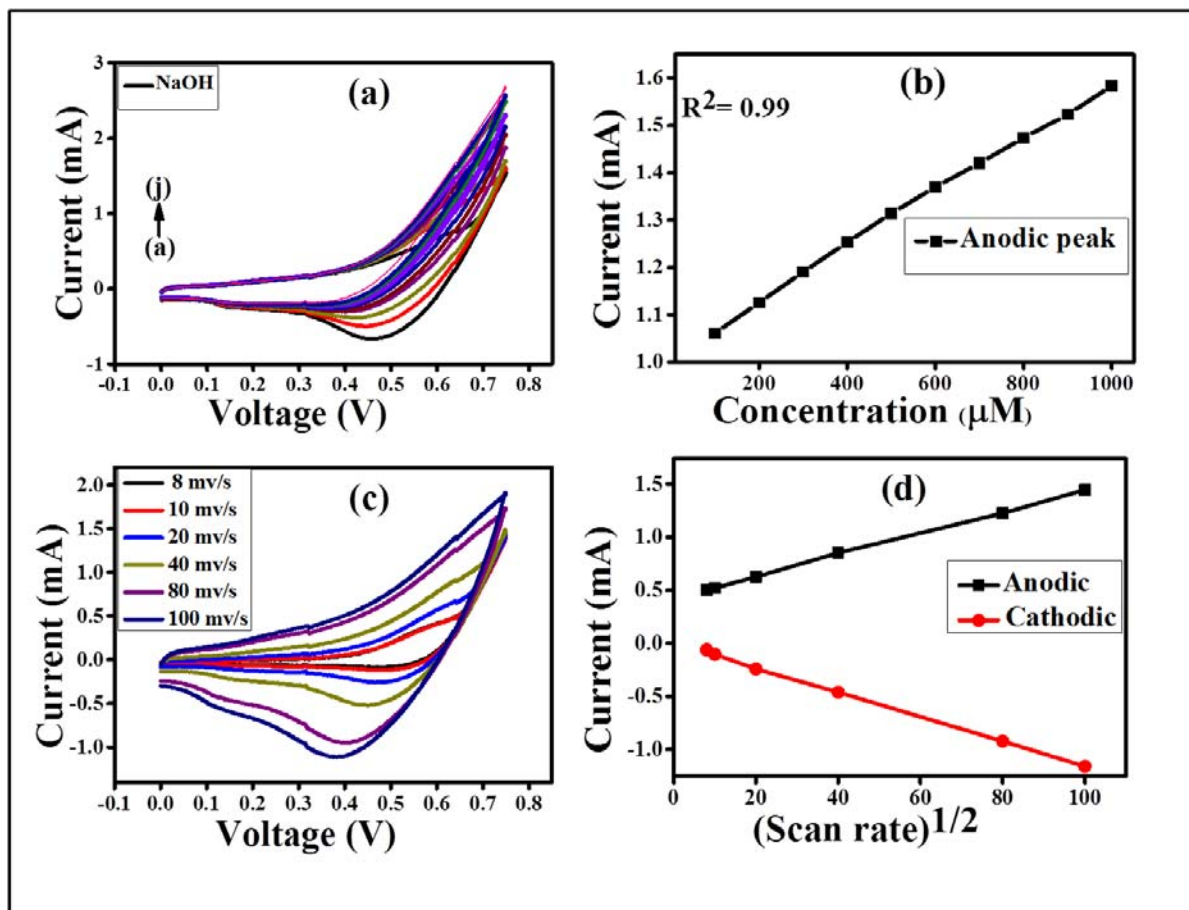 (a)
NaOH
(j)
(a)
3
2
1
0
-1
-0.1 0.0 0.1 0.2 0.3 0.4 0.5 0.6 0.7 0.8
Current (mA)
Voltage (V)
(b)
R²= 0.99
Anodic peak
1.6
1.5
1.4
1.3
1.2
1.1
1.0
200 400 600 800 1000
Current (mA)
Concentration (μM)
(c)
8 mv/s
10 mv/s
20 mv/s
40 mv/s
80 mv/s
100 mv/s
2.0
1.5
1.0
0.5
0.0
-0.5
-1.0
-0.1 0.0 0.1 0.2 0.3 0.4 0.5 0.6 0.7 0.8
Current (mA)
Voltage (V)
(d)
Anodic
Cathodic
1.5
1.0
0.5
0.0
-0.5
-1.0
0 20 40 60 80 100
Current (mA)
(Scan rate)1/2